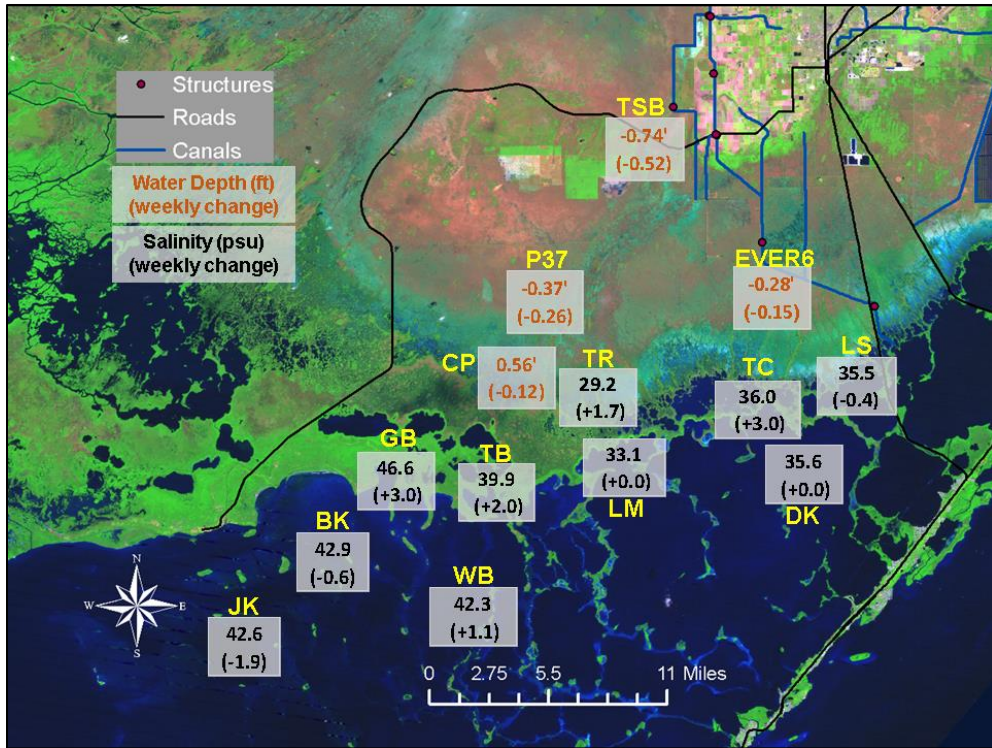 Structures
Roads
Canals
Water Depth (ft)
(weekly change)
Salinity (psu)
(weekly change)
TSB
-0.74'
(-0.52)
P37
-0.37'
(-0.26)
EVER6
-0.28'
(-0.15)
CP
0.56'
(-0.12)
TR
29.2
(+1.7)
TC
36.0
(+3.0)
LS
35.5
(-0.4)
GB
46.6
(+3.0)
TB
39.9
(+2.0)
33.1
(+0.0)
LM
35.6
(+0.0)
DK
BK
42.9
(-0.6)
WB
42.3
(+1.1)
JK
42.6
(-1.9)
N
W E
S
0 2.75 5.5 11 Miles